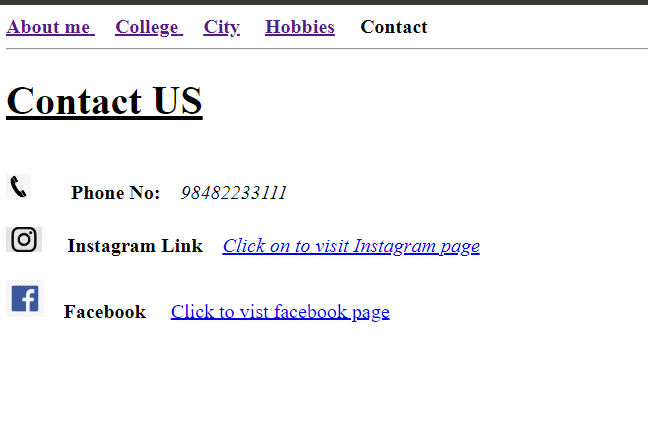 About me College City Hobbies Contact
Contact US
Phone No: 98482233111
Instagram Link Click on to visit Instagram page
Facebook Click to vist facebook page